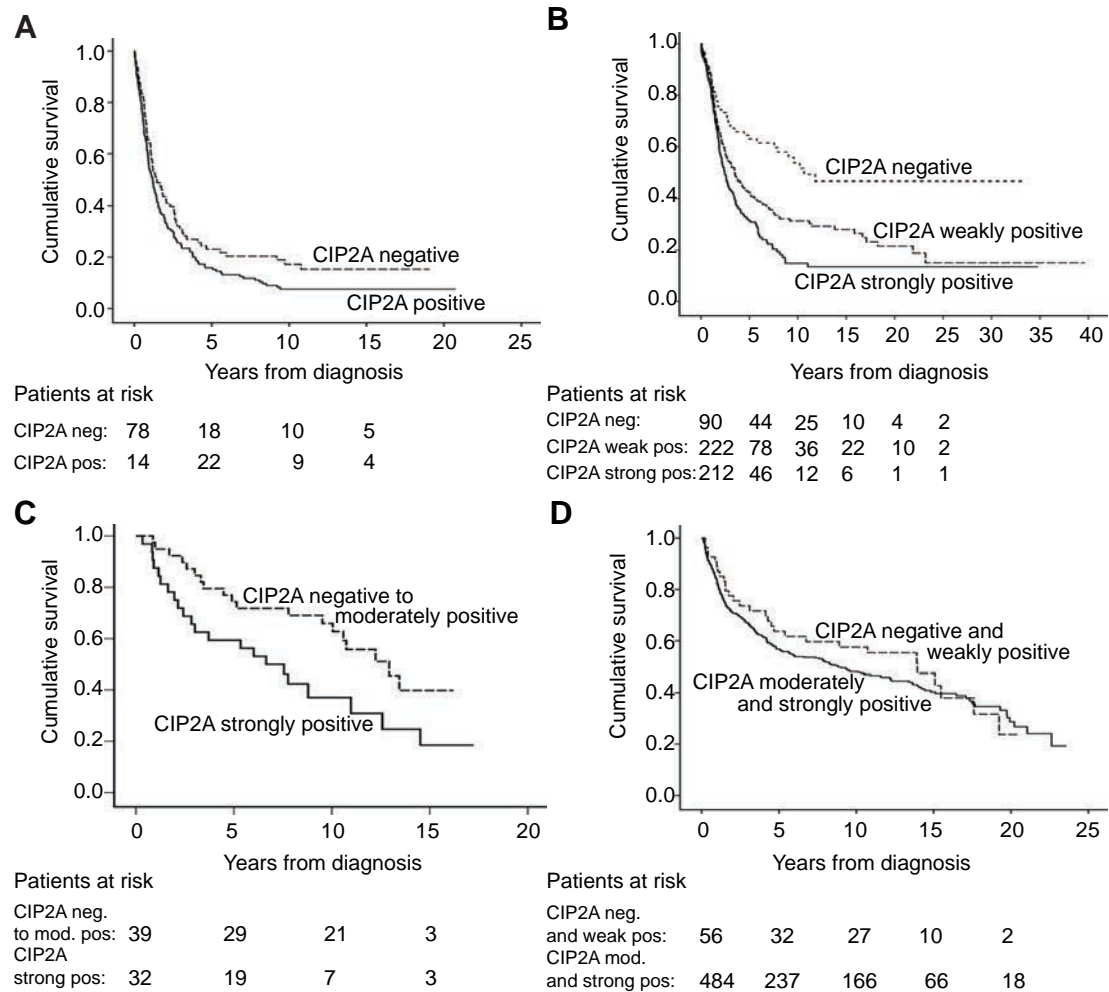 A
Cumulative survival
1.0
0.8
0.6
0.4
0.2
0.0
CIP2A negative
CIP2A positive
0 5 10 15 20 25
Years from diagnosis
Patients at risk
CIP2A neg: 78 18 10 5
CIP2A pos: 14 22 9 4
B
Cumulative survival
1.0
0.8
0.6
0.4
0.2
0.0
CIP2A negative
CIP2A weakly positive
CIP2A strongly positive
0 5 10 15 20 25 30 35 40
Years from diagnosis
Patients at risk
CIP2A neg: 90 44 25 10 4 2
CIP2A weak pos: 222 78 36 22 10 2
CIP2A strong pos: 212 46 12 6 1 1
C
Cumulative survival
1.0
0.8
0.6
0.4
0.2
0.0
CIP2A negative to
moderately positive
CIP2A strongly positive
0 5 10 15 20
Years from diagnosis
Patients at risk
CIP2A neg.
to mod. pos: 39 29 21 3
CIP2A
strong pos: 32 19 7 3
D
Cumulative survival
1.0
0.8
0.6
0.4
0.2
0.0
CIP2A negative and
weakly positive
CIP2A moderately
and strongly positive
0 5 10 15 20 25
Years from diagnosis
Patients at risk
CIP2A neg.
and weak pos: 56 32 27 10 2
CIP2A mod.
and strong pos: 484 237 166 66 18